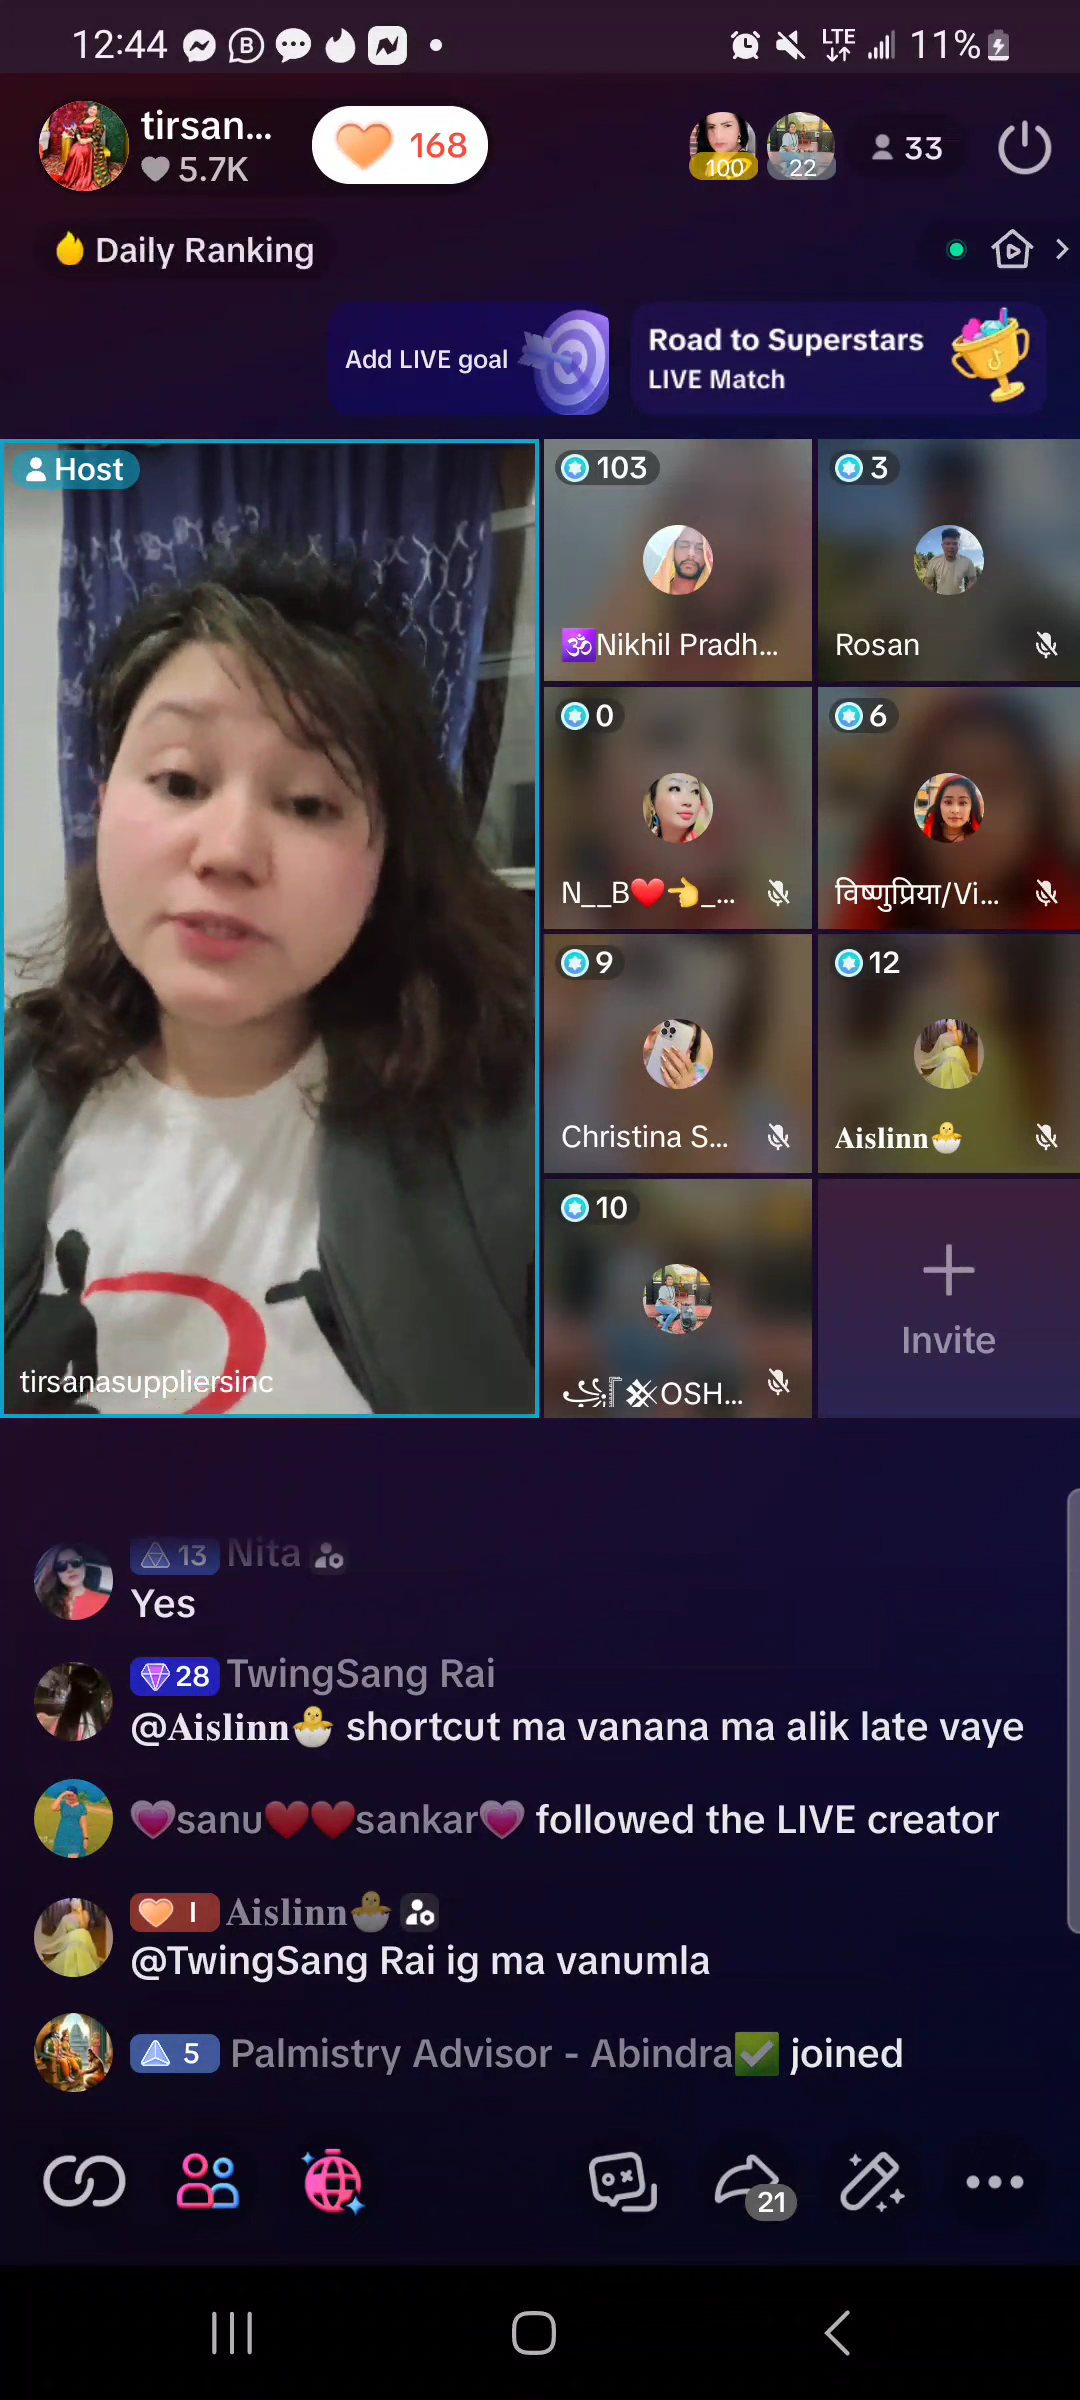 12:44
LTE
11%
tirsan...
5.7K
168
100
22
33
Daily Ranking
Add LIVE goal
Road to Superstars
LIVE Match
Host
103
ॐNikhil Pradh...
3
Rosan
0
N__B❤️👈_...
6
विष्णुप्रिया/Vi...
9
Christina S...
12
𝐀𝐢𝐬𝐥𝐢𝐧𝐧🐣
10
OSH...
Invite
tirsanasuppliersinc
13 Nita
Yes
28 TwingSang Rai
@𝐀𝐢𝐬𝐥𝐢𝐧𝐧🐣 shortcut ma vanana ma alik late vaye
💗sanu❤️❤️sankar💗 followed the LIVE creator
I 𝐀𝐢𝐬𝐥𝐢𝐧𝐧🐣
@TwingSang Rai ig ma vanumla
5 Palmistry Advisor - Abindra✅ joined
21